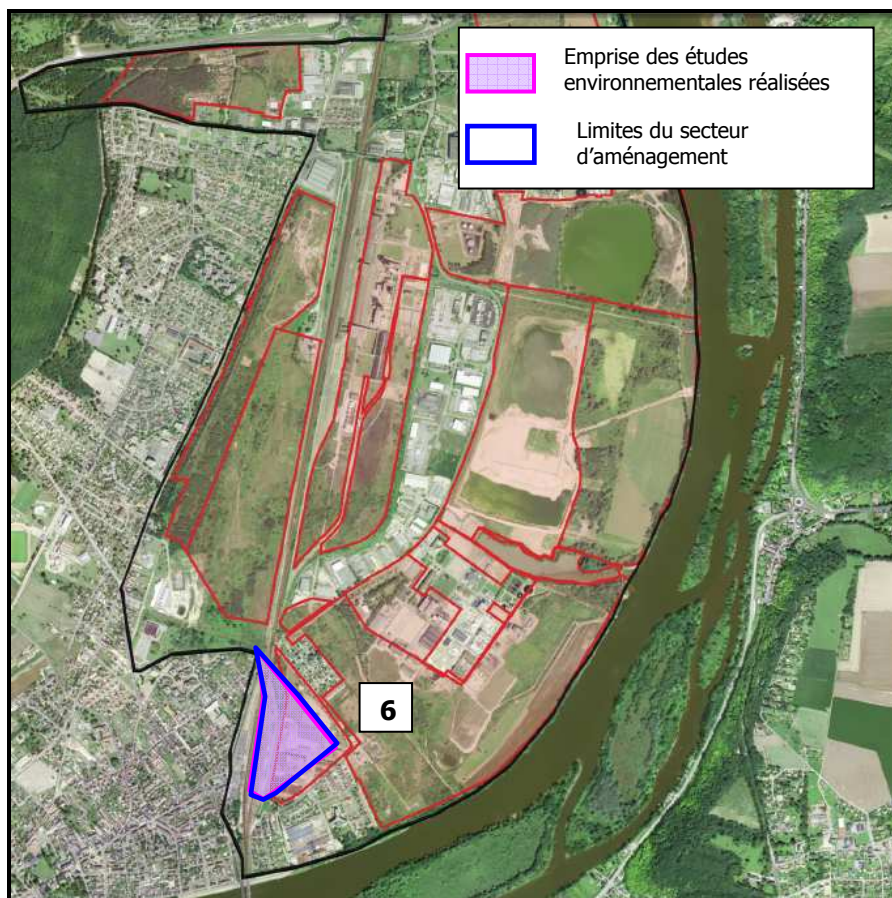 Emprise des études
environnementales réalisées
Limites du secteur
d'aménagement
6